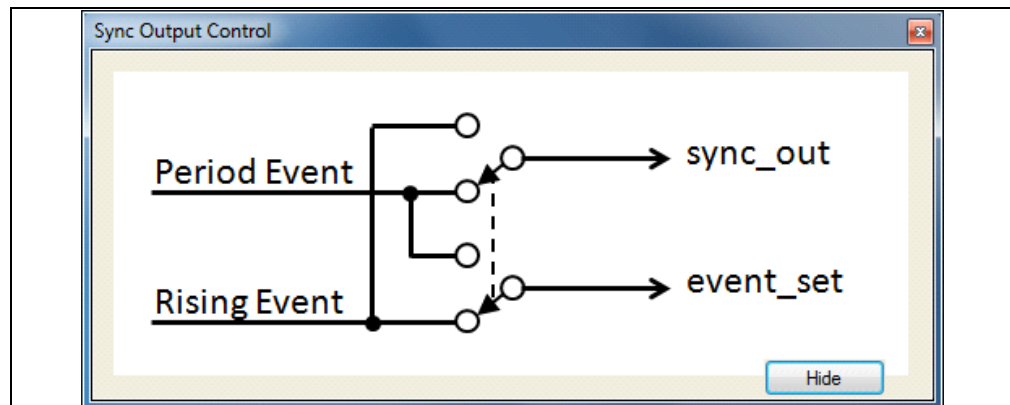 Sync Output Control
Period Event
sync_out
Rising Event
event_set
Hide